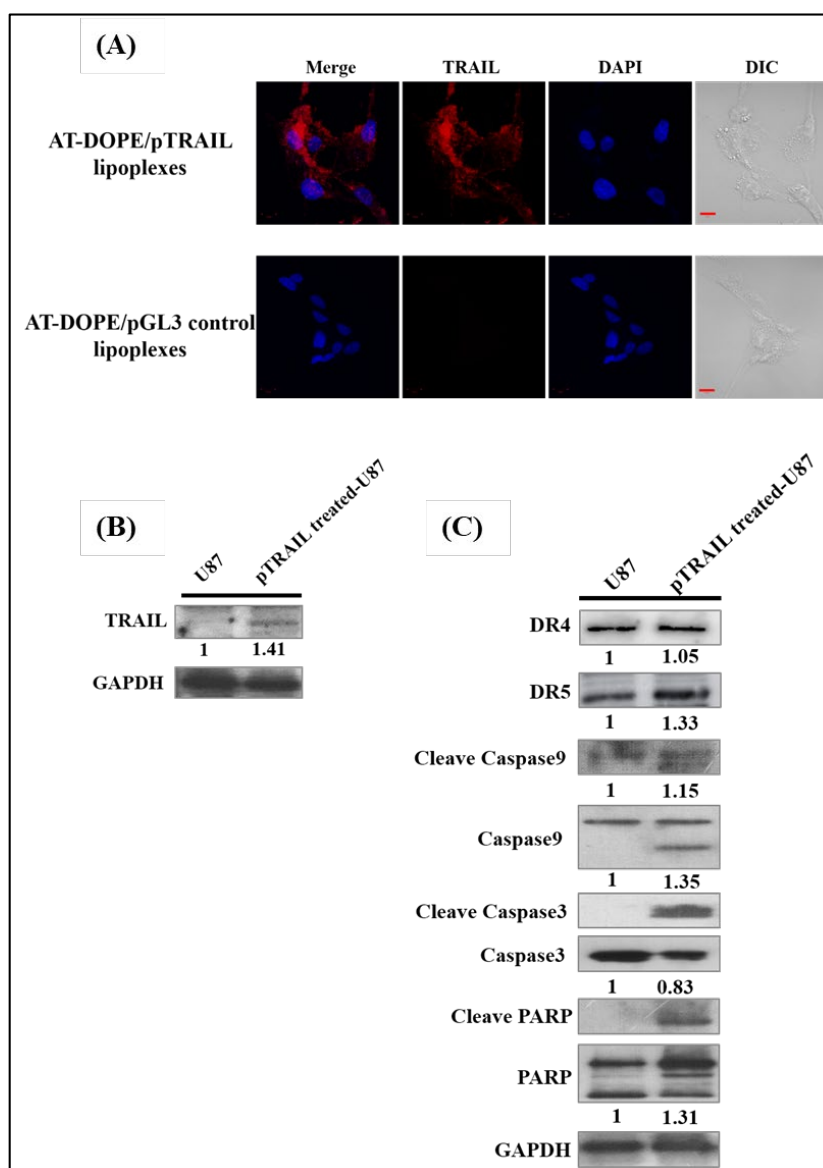 (A)
Merge TRAIL DAPI DIC
AT-DOPE/pTRAIL
lipoplexes
AT-DOPE/pGL3 control
lipoplexes
(B)
U87 pTRAIL treated-U87
TRAIL
1 1.41
GAPDH
(C)
U87 pTRAIL treated-U87
DR4
1 1.05
DR5
1 1.33
Cleave Caspase9
1 1.15
Caspase9
1 1.35
Cleave Caspase3
Caspase3
1 0.83
Cleave PARP
PARP
1 1.31
GAPDH